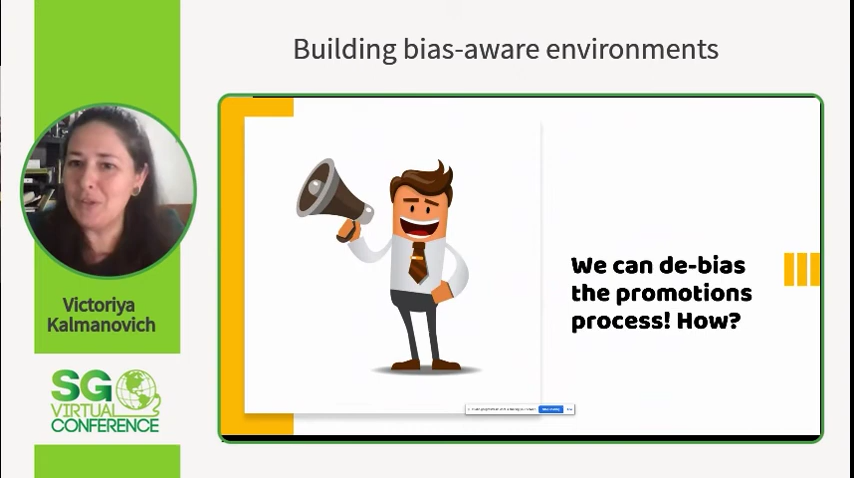 Building bias-aware environments
We can de-bias
the promotions
process! How?
Victoriya
Kalmanovich
SG
VIRTUAL
CONFERENCE